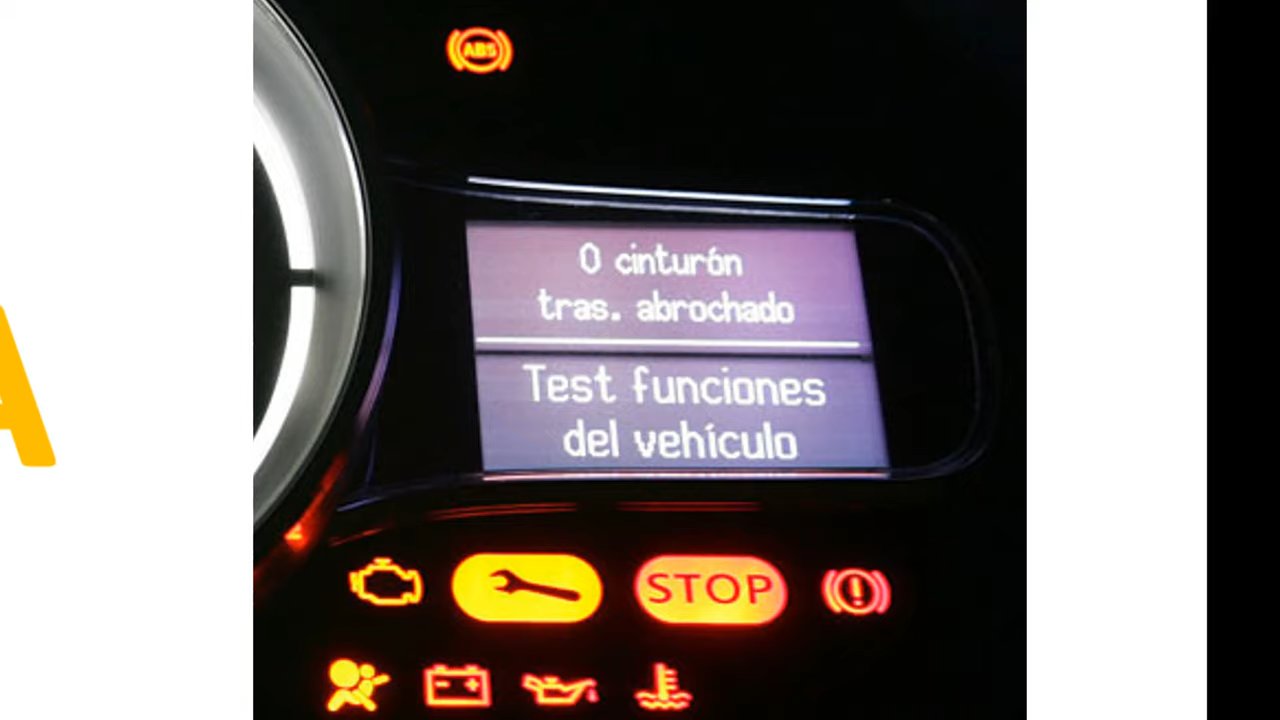 ABS
0 cinturón
tras. abrochado
Test funciones
del vehículo
STOP
A